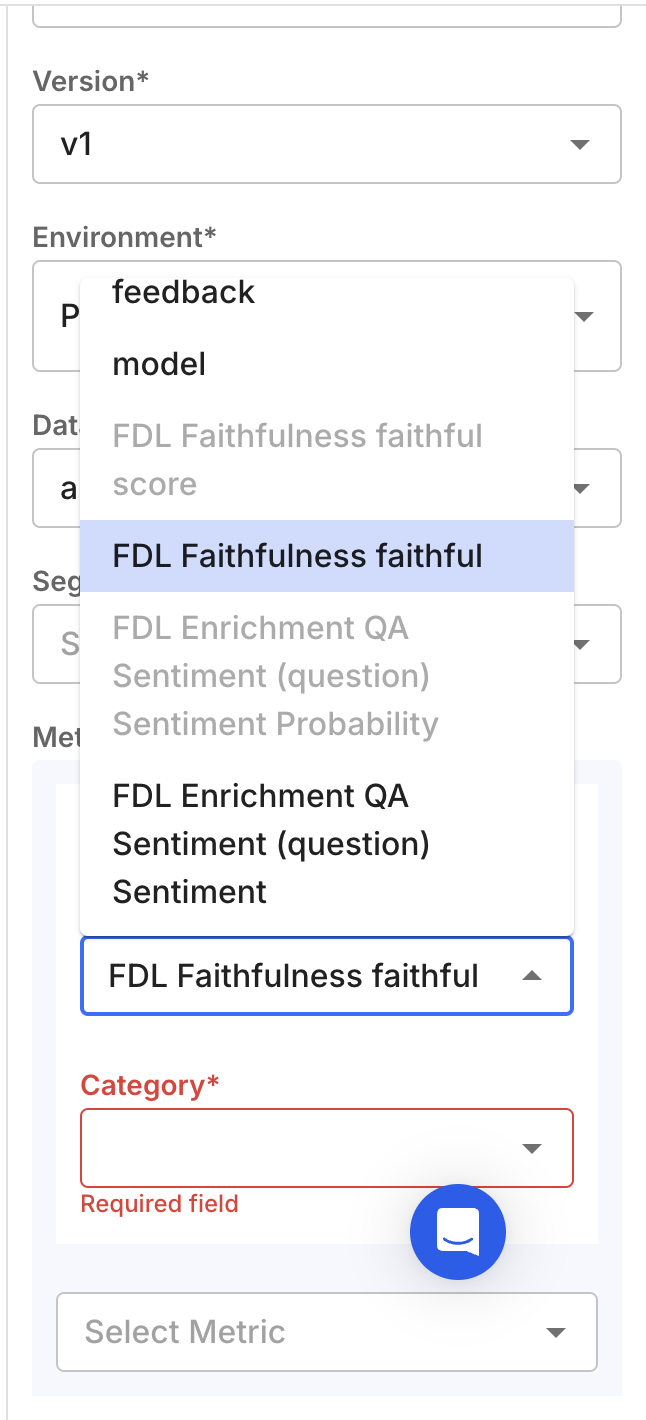 Version*
v1
Environment*
P
feedback
model
Dat
FDL Faithfulness faithful
score
a
FDL Faithfulness faithful
Seg
FDL Enrichment QA
S
Sentiment (question)
Sentiment Probability
Met
FDL Enrichment QA
Sentiment (question)
Sentiment
FDL Faithfulness faithful
Category*
Required field
Select Metric